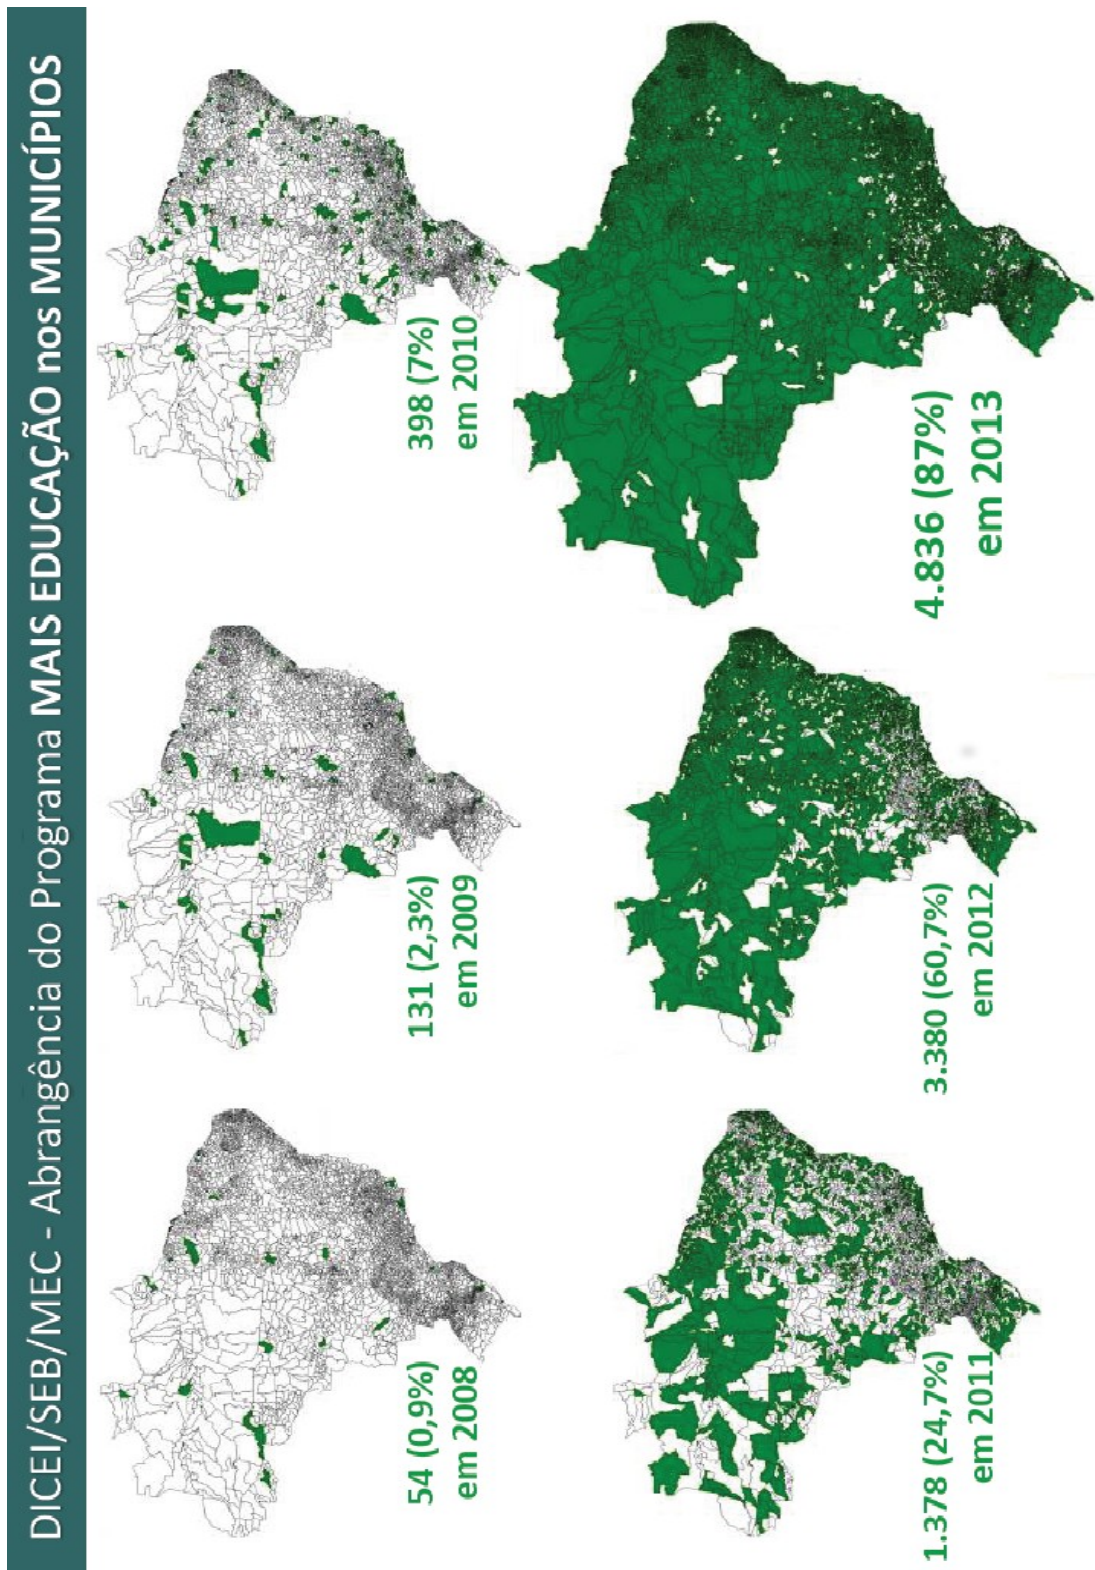 DICEI/SEB/MEC - Abrangência do Programa MAIS EDUCAÇÃO nos MUNICÍPIOS
54 (0,9%)
em 2008
131 (2,3%)
em 2009
398 (7%)
em 2010
1.378 (24,7%)
em 2011
3.380 (60,7%)
em 2012
4.836 (87%)
em 2013